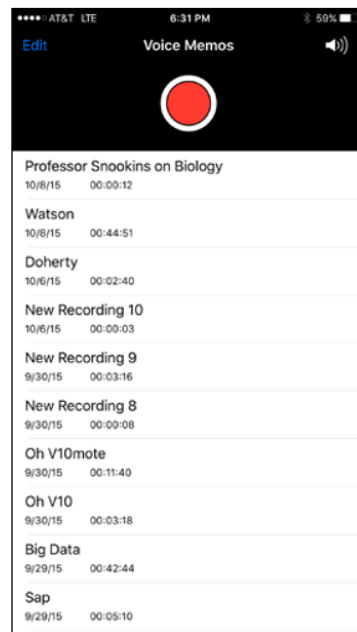 AT&T LTE 6:31 PM 59%
Edit Voice Memos
Professor Snookins on Biology
10/8/15 00:00:12
Watson
10/8/15 00:44:51
Doherty
10/6/15 00:02:40
New Recording 10
10/6/15 00:00:03
New Recording 9
9/30/15 00:03:16
New Recording 8
9/30/15 00:00:08
Oh V10mote
9/30/15 00:11:40
Oh V10
9/30/15 00:03:18
Big Data
9/29/15 00:42:44
Sap
9/29/15 00:05:10